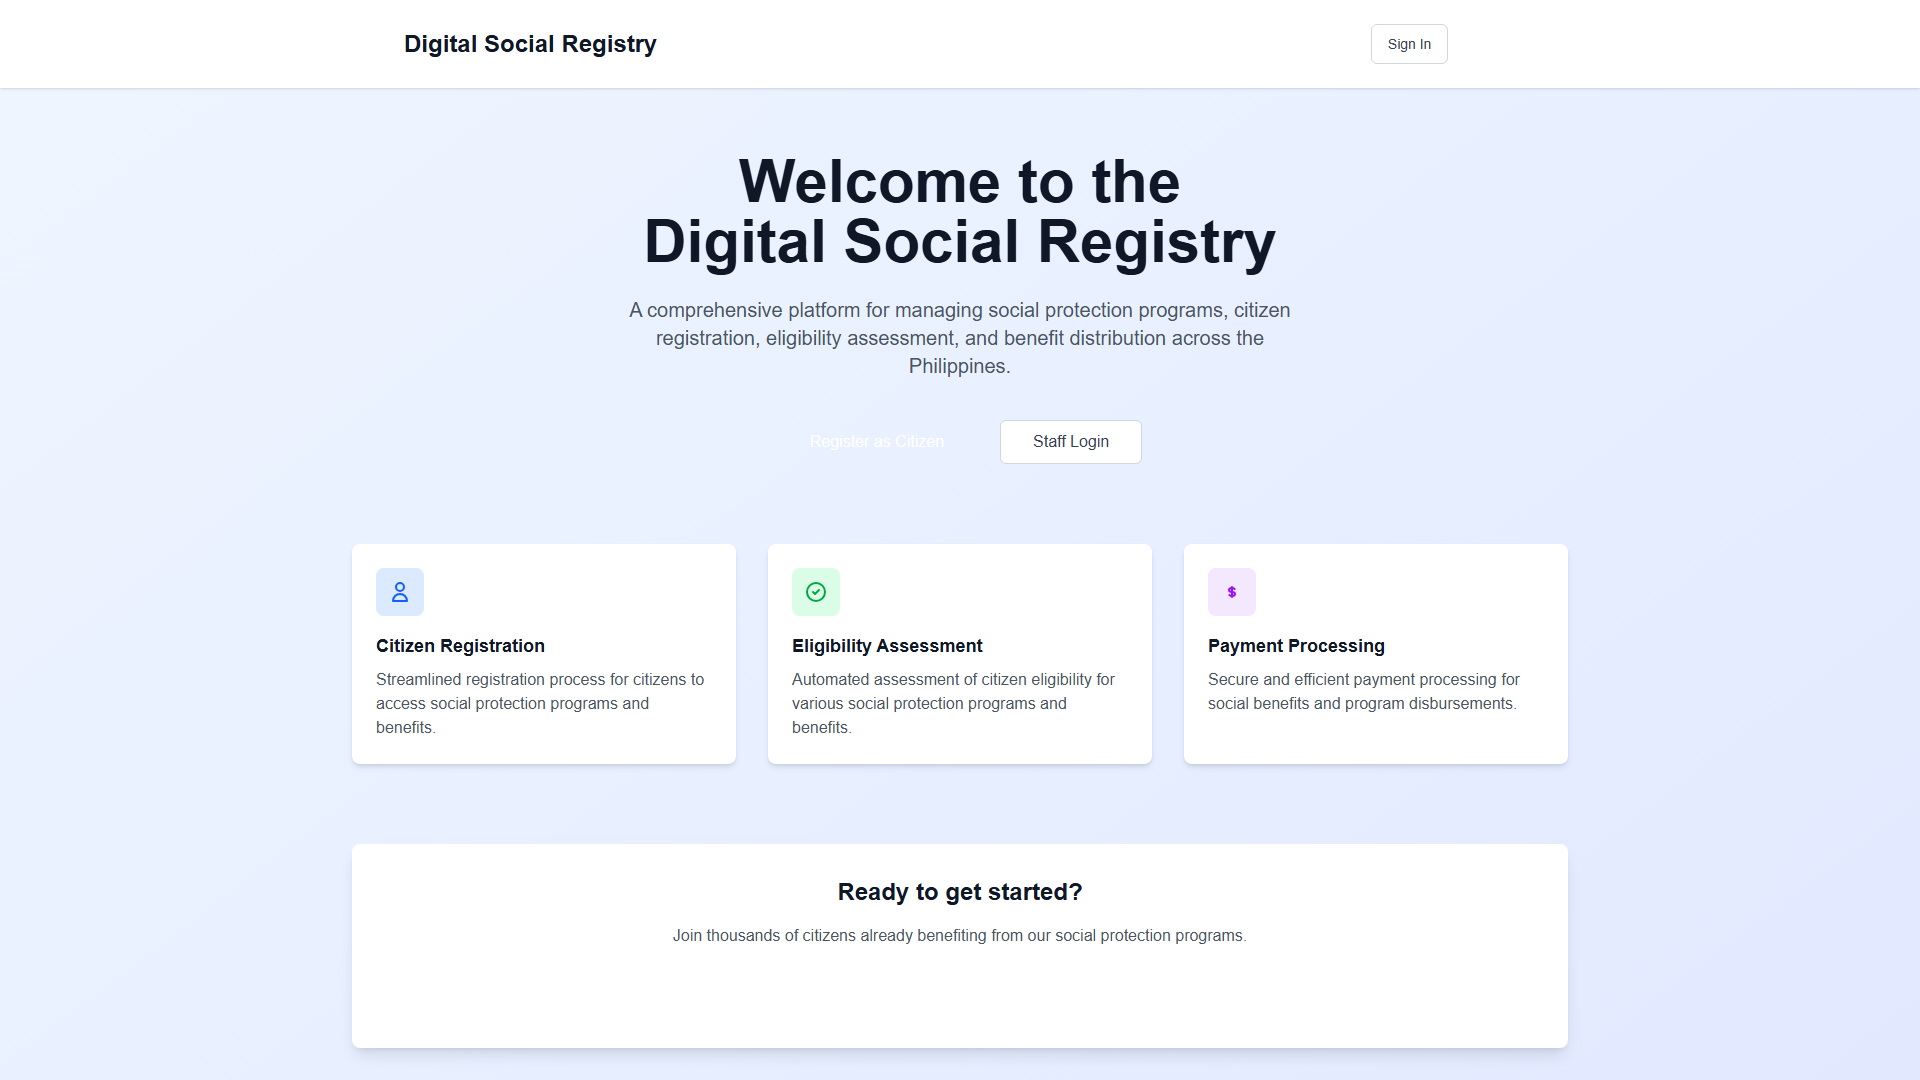 Digital Social Registry
Sign In
Welcome to the
Digital Social Registry
A comprehensive platform for managing social protection programs, citizen
registration, eligibility assessment, and benefit distribution across the
Philippines.
Register as Citizen
Staff Login
$
Citizen Registration
Streamlined registration process for citizens to
access social protection programs and
benefits.
Eligibility Assessment
Automated assessment of citizen eligibility for
various social protection programs and
benefits.
Payment Processing
Secure and efficient payment processing for
social benefits and program disbursements.
Ready to get started?
Join thousands of citizens already benefiting from our social protection programs.